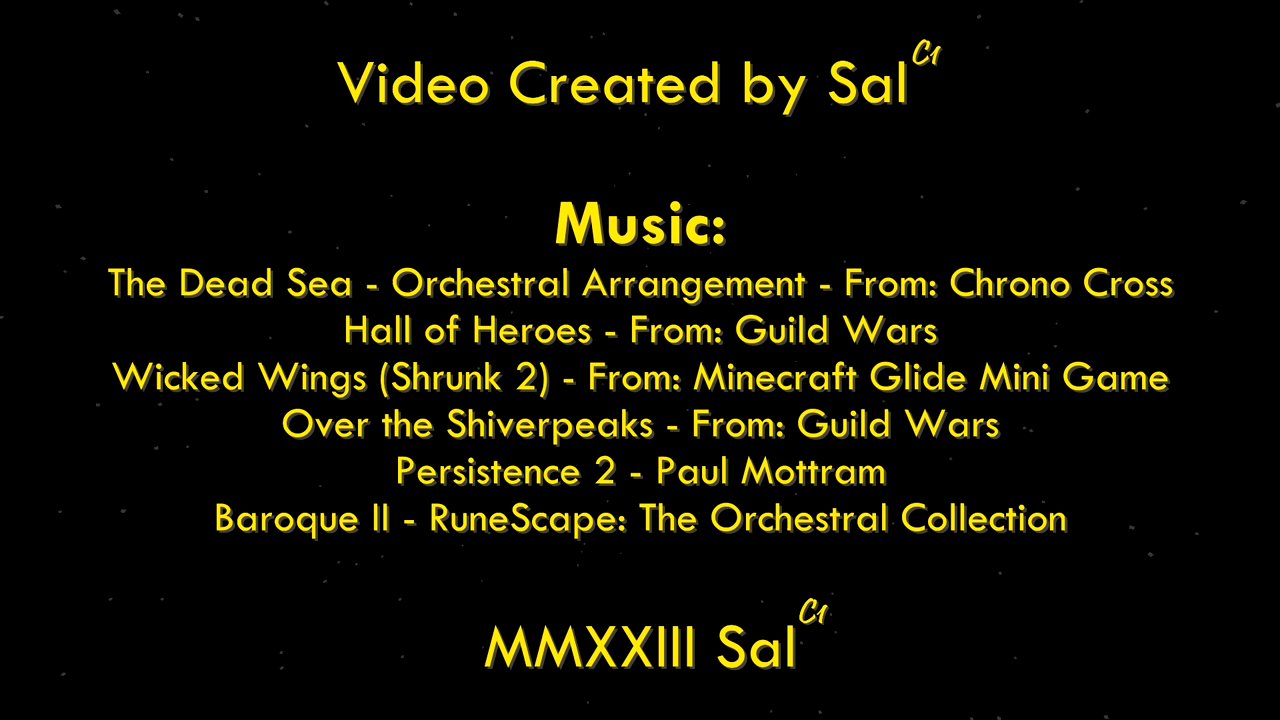 Video Created by Sal C1
Music:
The Dead Sea - Orchestral Arrangement - From: Chrono Cross
Hall of Heroes - From: Guild Wars
Wicked Wings (Shrunk 2) - From: Minecraft Glide Mini Game
Over the Shiverpeaks - From: Guild Wars
Persistence 2 - Paul Mottram
Baroque II - RuneScape: The Orchestral Collection
MMXXIII Sal C1